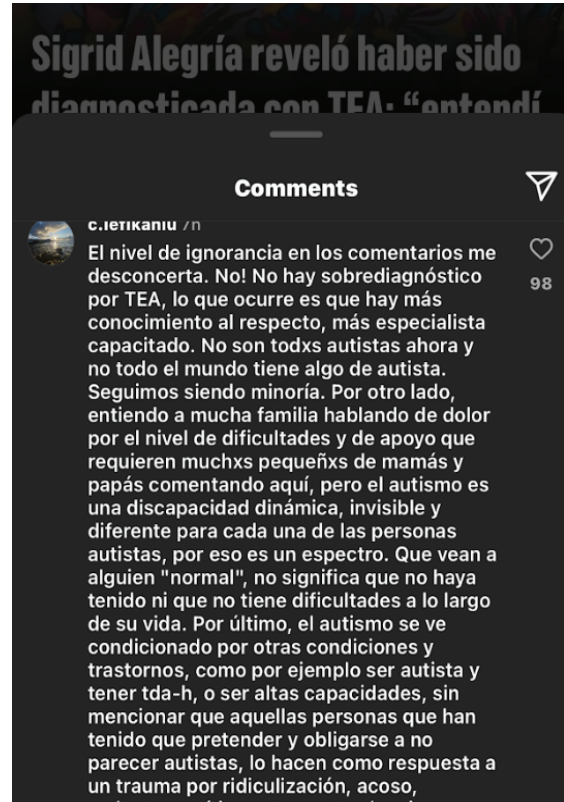 Sigrid Alegría reveló haber sido
diagnosticada con TEA: “entendí
Comments
c.lefikaniu 7h
El nivel de ignorancia en los comentarios me
desconcerta. No! No hay sobrediagnóstico
por TEA, lo que ocurre es que hay más
conocimiento al respecto, más especialista
capacitado. No son todxs autistas ahora y
no todo el mundo tiene algo de autista.
Seguimos siendo minoría. Por otro lado,
entiendo a mucha familia hablando de dolor
por el nivel de dificultades y de apoyo que
requieren muchxs pequeñxs de mamás y
papás comentando aquí, pero el autismo es
una discapacidad dinámica, invisible y
diferente para cada una de las personas
autistas, por eso es un espectro. Que vean a
alguien "normal", no significa que no haya
tenido ni que no tiene dificultades a lo largo
de su vida. Por último, el autismo se ve
condicionado por otras condiciones y
trastornos, como por ejemplo ser autista y
tener tda-h, o ser altas capacidades, sin
mencionar que aquellas personas que han
tenido que pretender y obligarse a no
parecer autistas, lo hacen como respuesta a
un trauma por ridiculización, acoso,
98